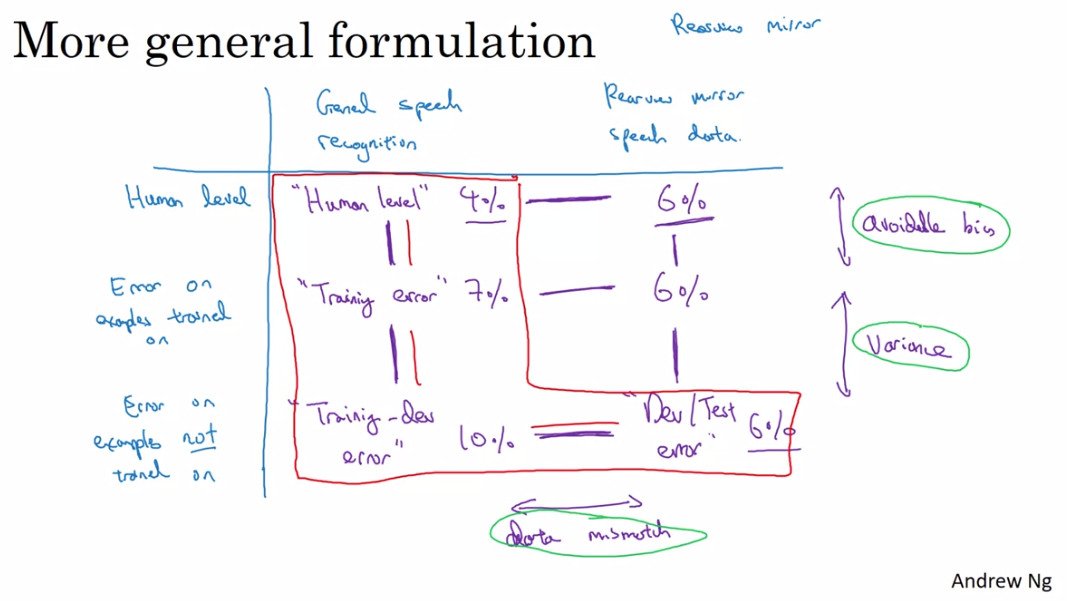 More general formulation
Rearview mirror
General speech
recognition
Rearview mirror
speech data.
Human level
"Human level" 4%
6%
avoidable bias
Error on
examples trained
on
"Training error" 7%
6%
Variance
Error on
examples not
trained on
"Training-dev
error"
10%
"Dev/Test
error"
6%
data mismatch
Andrew Ng